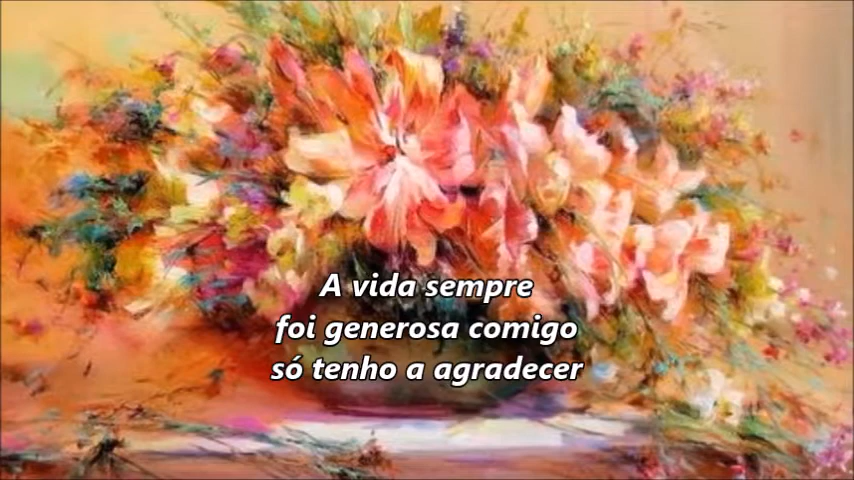 A vida sempre
foi generosa comigo
só tenho a agradecer